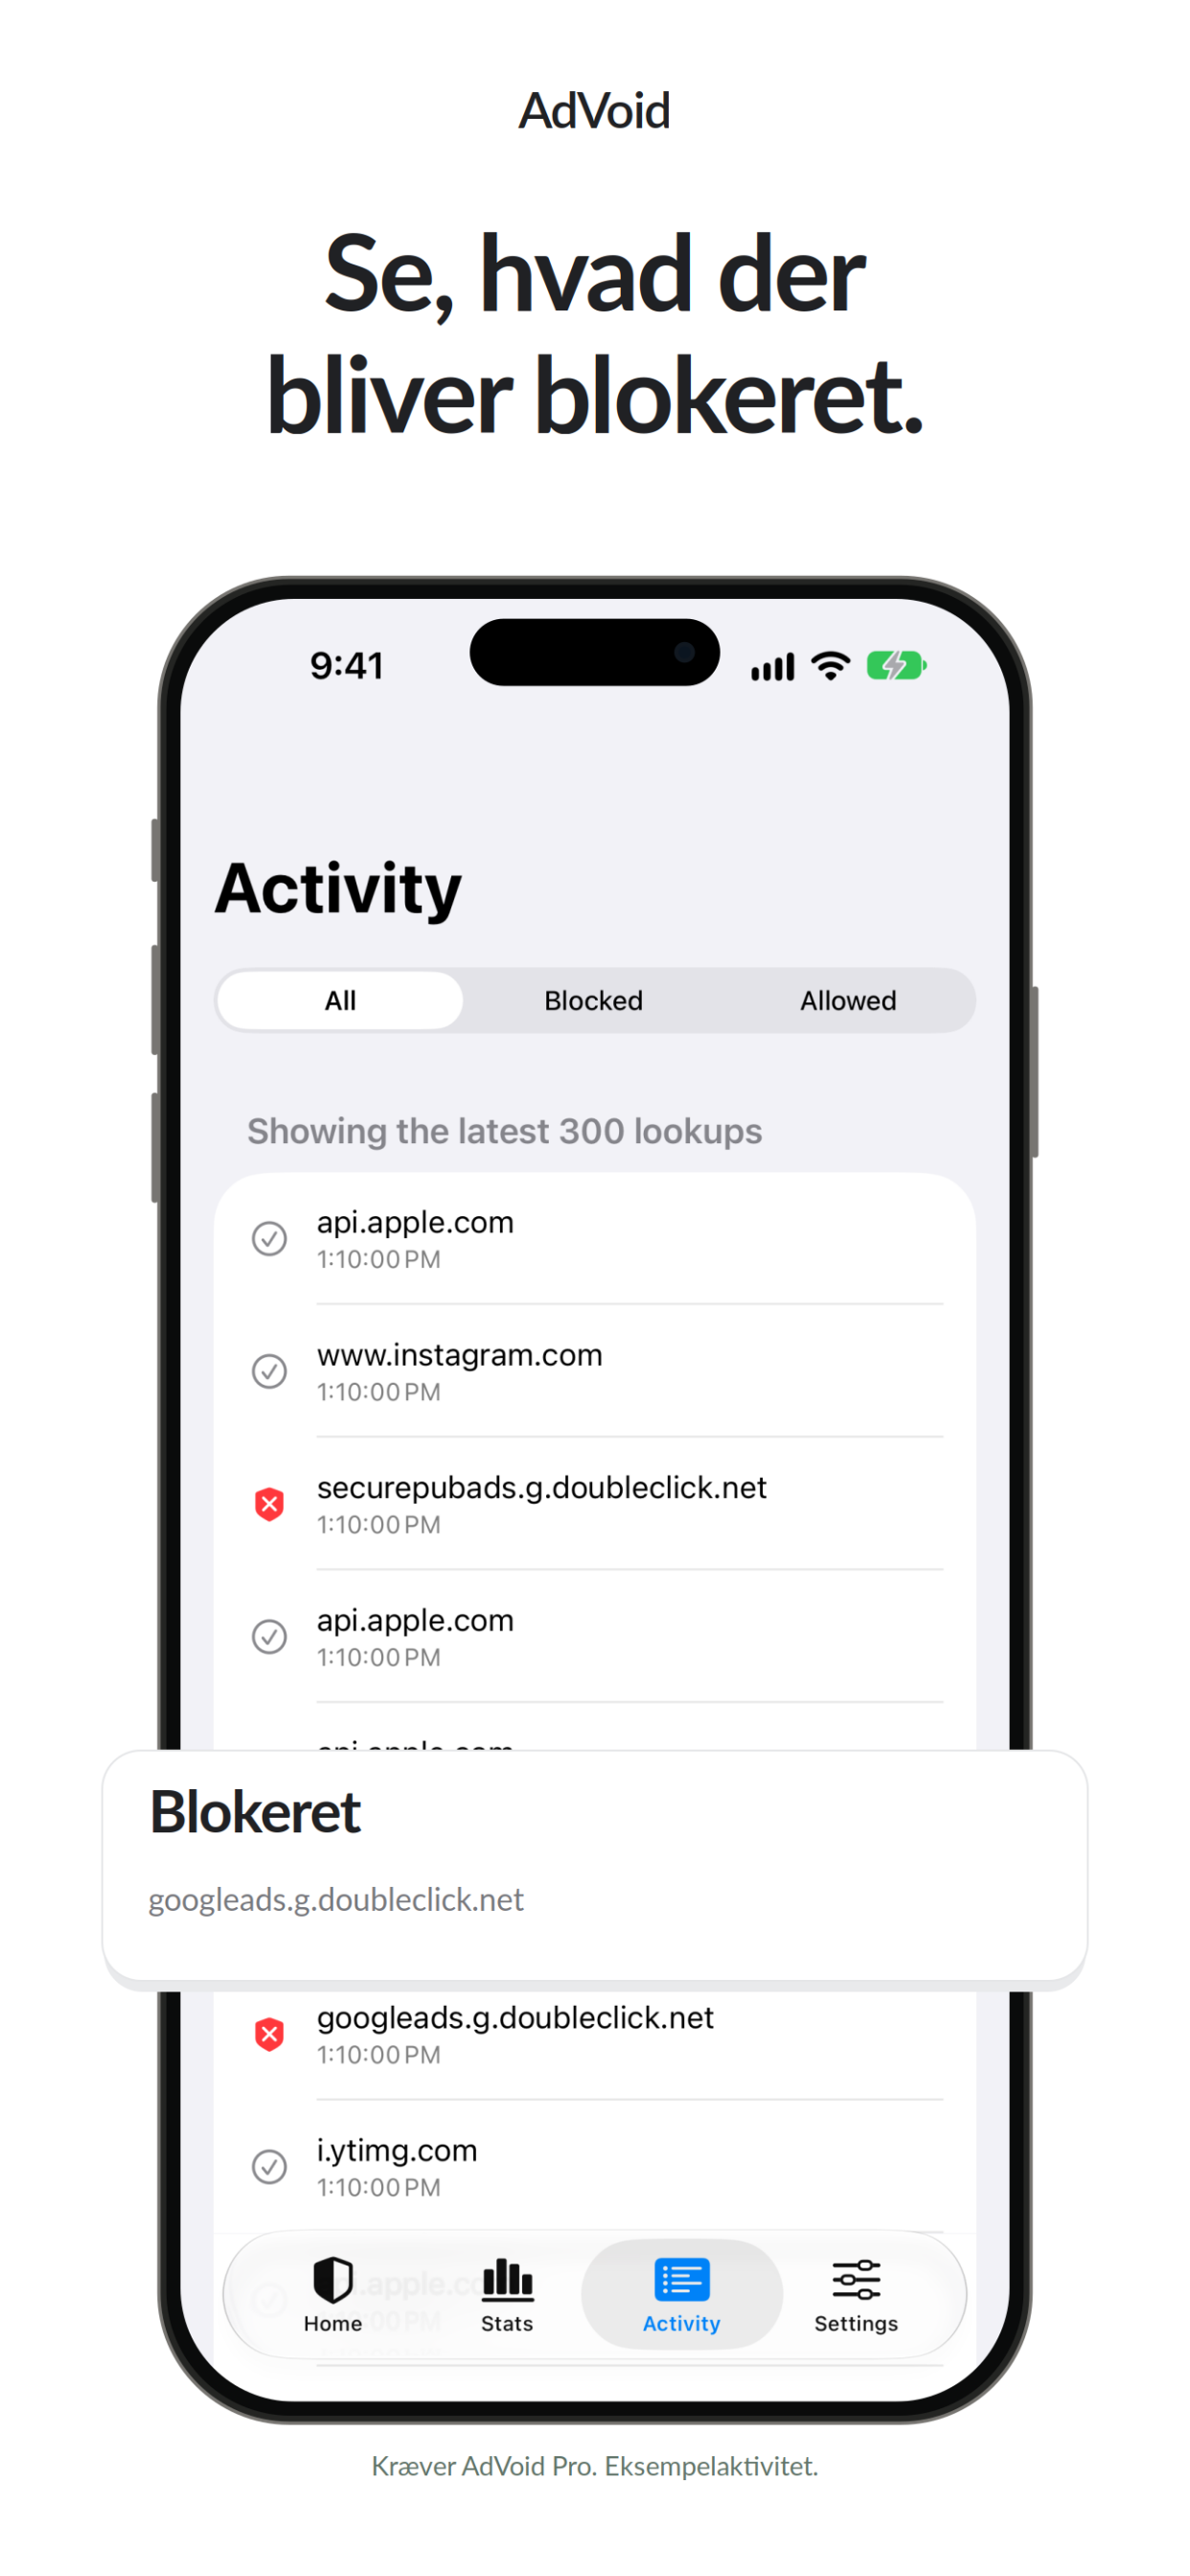 AdVoid
Se, hvad der
bliver blokeret.
9:41
Activity
All Blocked Allowed
Showing the latest 300 lookups
api.apple.com
1:10:00 PM
www.instagram.com
1:10:00 PM
securepubads.g.doubleclick.net
1:10:00 PM
api.apple.com
1:10:00 PM
api.apple.com
Blokeret
googleads.g.doubleclick.net
googleads.g.doubleclick.net
1:10:00 PM
i.ytimg.com
1:10:00 PM
Home Stats Activity Settings
Kræver AdVoid Pro. Eksempelaktivitet.